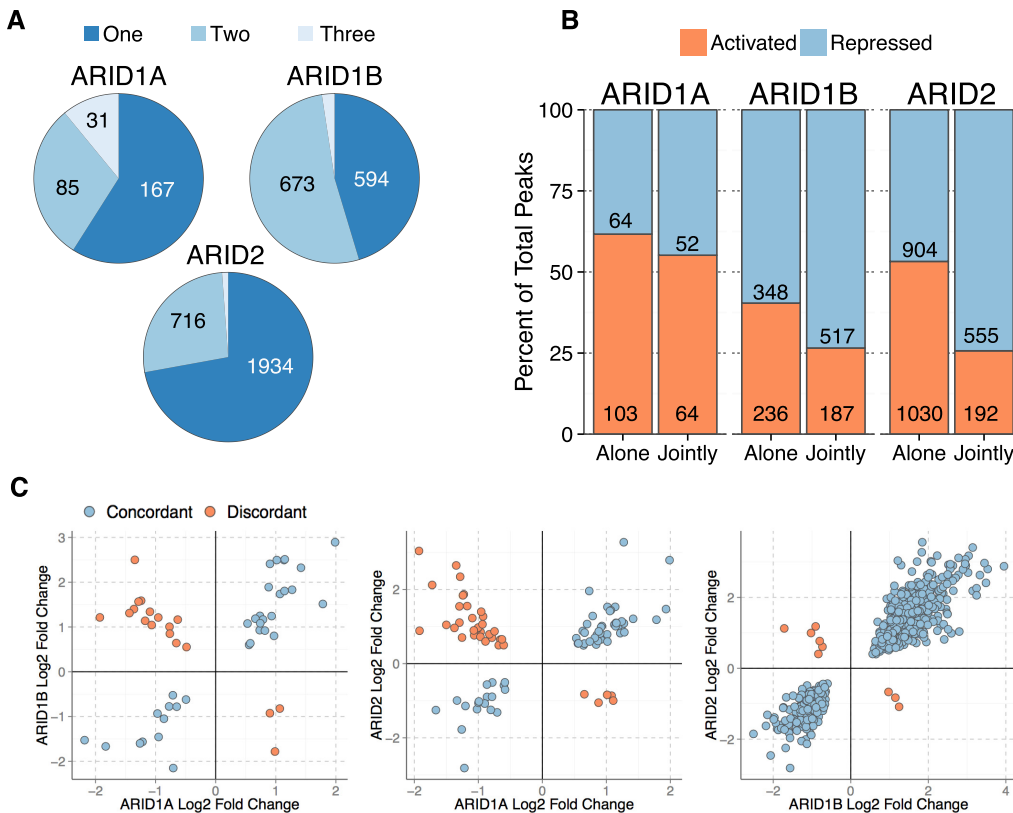 A
One Two Three
ARID1A ARID1B
31
85 167
673 594
ARID2
716
1934
B
Activated Repressed
ARID1A ARID1B ARID2
Percent of Total Peaks
100
75
50
25
0
64 52 348 517 904 555
103 64 236 187 1030 192
Alone Jointly Alone Jointly Alone Jointly
C
Concordant Discordant
ARID1B Log2 Fold Change
3
2
1
0
−1
−2
−2 −1 0 1 2
ARID1A Log2 Fold Change
ARID2 Log2 Fold Change
2
0
−2
−2 −1 0 1 2
ARID1A Log2 Fold Change
ARID2 Log2 Fold Change
2
0
−2
−2 0 2 4
ARID1B Log2 Fold Change